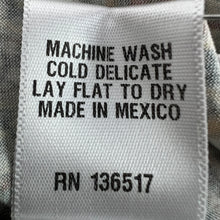 MACHINE WASH
COLD DELICATE
LAY FLAT TO DRY
MADE IN MEXICO
RN 136517